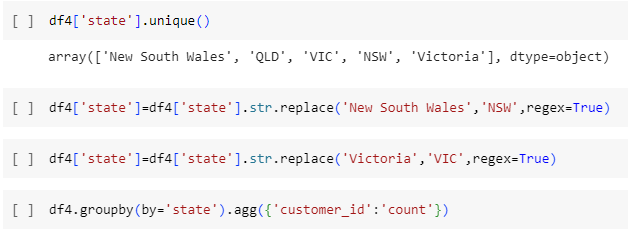 [ ] df4['state'].unique()
array(['New South Wales', 'QLD', 'VIC', 'NSW', 'Victoria'], dtype=object)
[ ] df4['state']=df4['state'].str.replace('New South Wales','NSW',regex=True)
[ ] df4['state']=df4['state'].str.replace('Victoria','VIC',regex=True)
[ ] df4.groupby(by='state').agg({'customer_id':'count'})